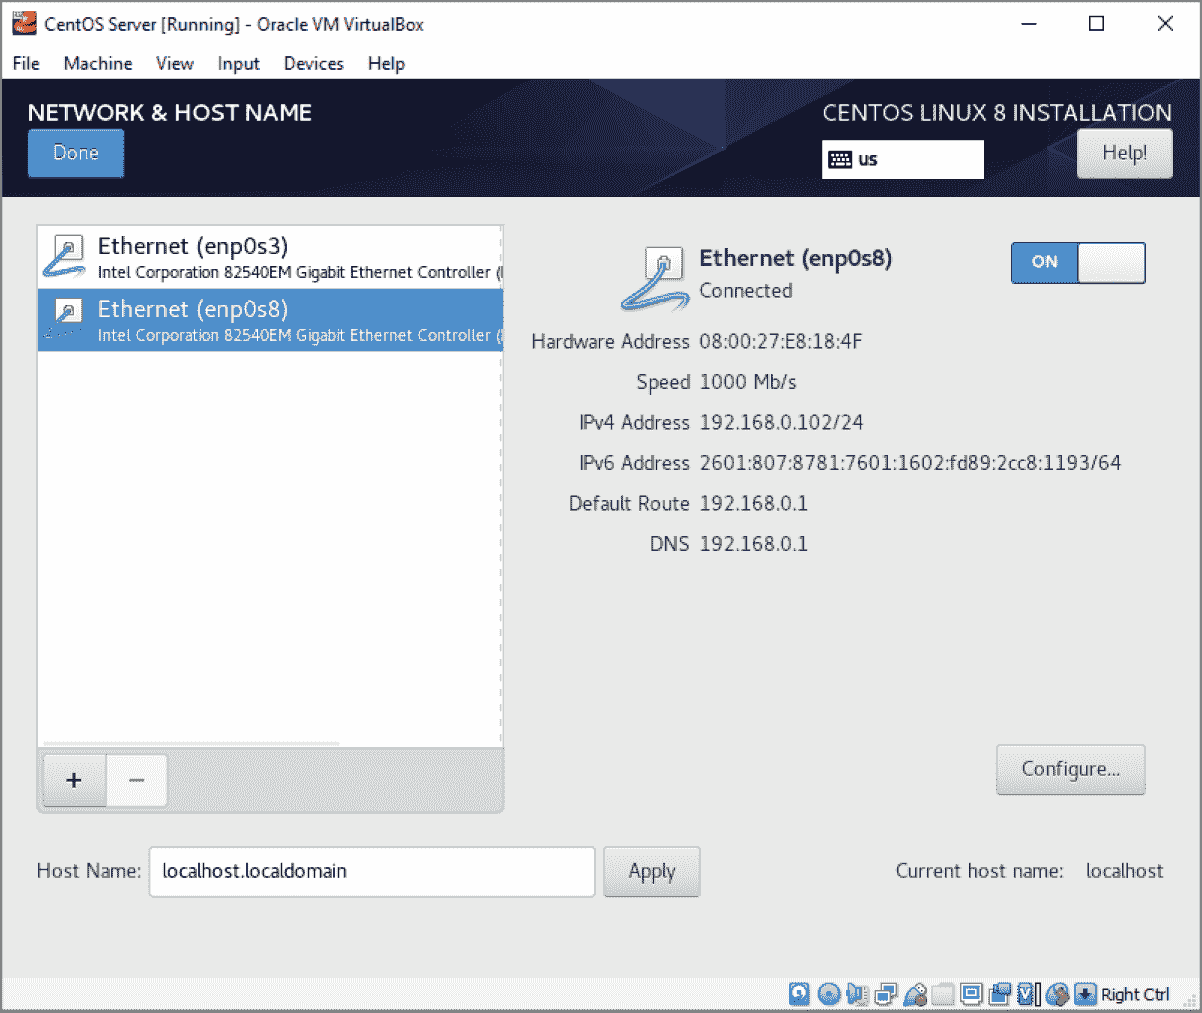 CentOS Server [Running] - Oracle VM VirtualBox
File Machine View Input Devices Help
NETWORK & HOST NAME
CENTOS LINUX 8 INSTALLATION
Done
us
Help!
Ethernet (enp0s3)
Intel Corporation 82540EM Gigabit Ethernet Controller (
Ethernet (enp0s8)
Intel Corporation 82540EM Gigabit Ethernet Controller (
Ethernet (enp0s8)
Connected
ON
Hardware Address 08:00:27:E8:18:4F
Speed 1000 Mb/s
IPv4 Address 192.168.0.102/24
IPv6 Address 2601:807:8781:7601:1602:fd89:2cc8:1193/64
Default Route 192.168.0.1
DNS 192.168.0.1
+ −
Configure...
Host Name: localhost.localdomain Apply Current host name: localhost
Right Ctrl